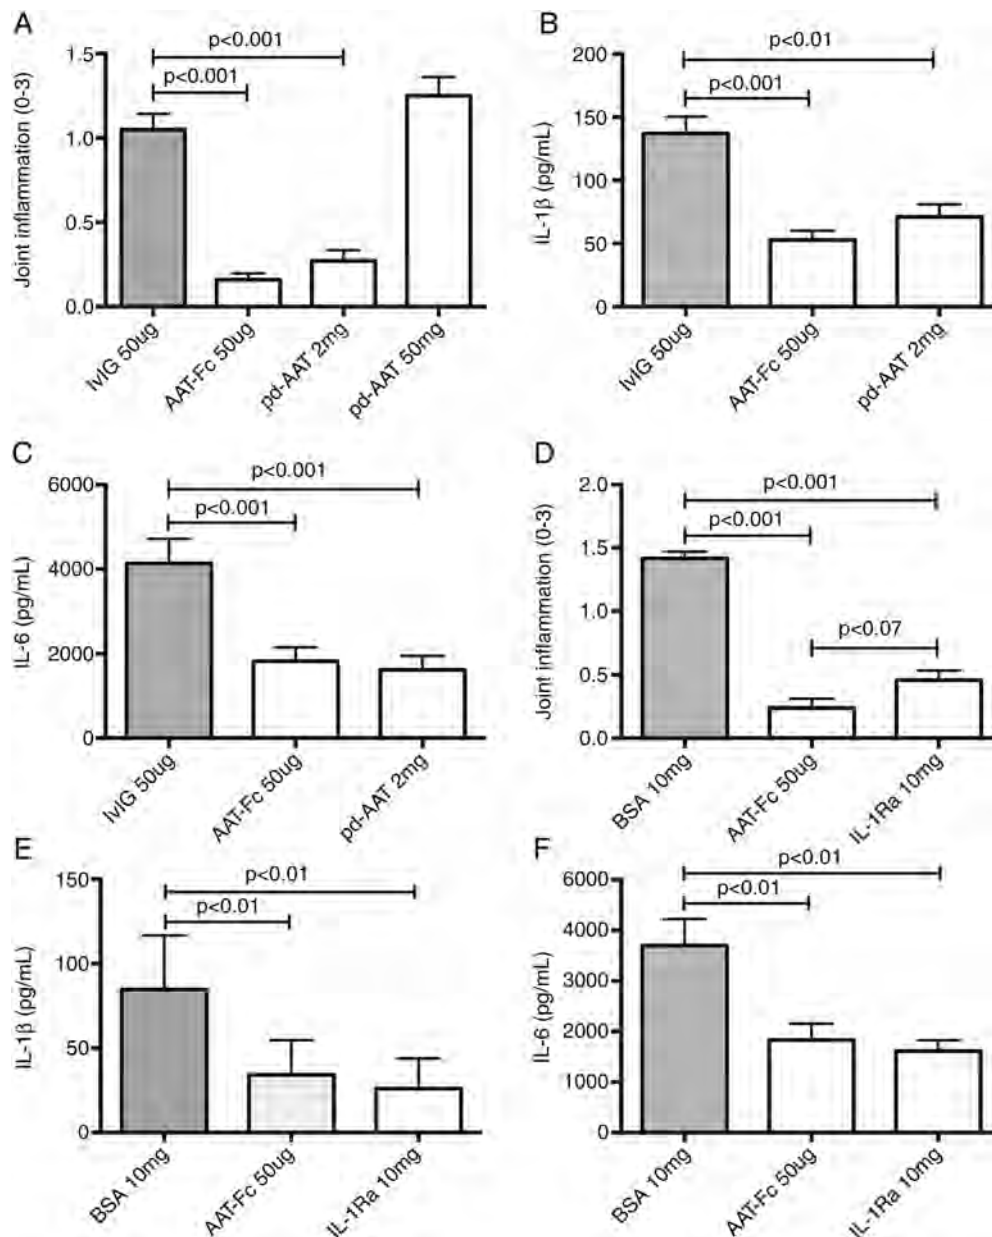 A
p<0.001
p<0.001
Joint inflammation (0-3)
1.5
1.0
0.5
0.0
IvIG 50ug
AAT-Fc 50ug
pd-AAT 2mg
pd-AAT 50mg
B
p<0.01
p<0.001
IL-1β (pg/mL)
200
150
100
50
0
IvIG 50ug
AAT-Fc 50ug
pd-AAT 2mg
C
p<0.001
p<0.001
IL-6 (pg/mL)
6000
4000
2000
0
IvIG 50ug
AAT-Fc 50ug
pd-AAT 2mg
D
p<0.001
p<0.001
p<0.07
Joint inflammation (0-3)
2.0
1.5
1.0
0.5
0.0
BSA 10mg
AAT-Fc 50ug
IL-1Ra 10mg
E
p<0.01
p<0.01
IL-1β (pg/mL)
150
100
50
0
BSA 10mg
AAT-Fc 50ug
IL-1Ra 10mg
F
p<0.01
p<0.01
IL-6 (pg/mL)
6000
4000
3000
2000
1000
0
BSA 10mg
AAT-Fc 50ug
IL-1Ra 10mg